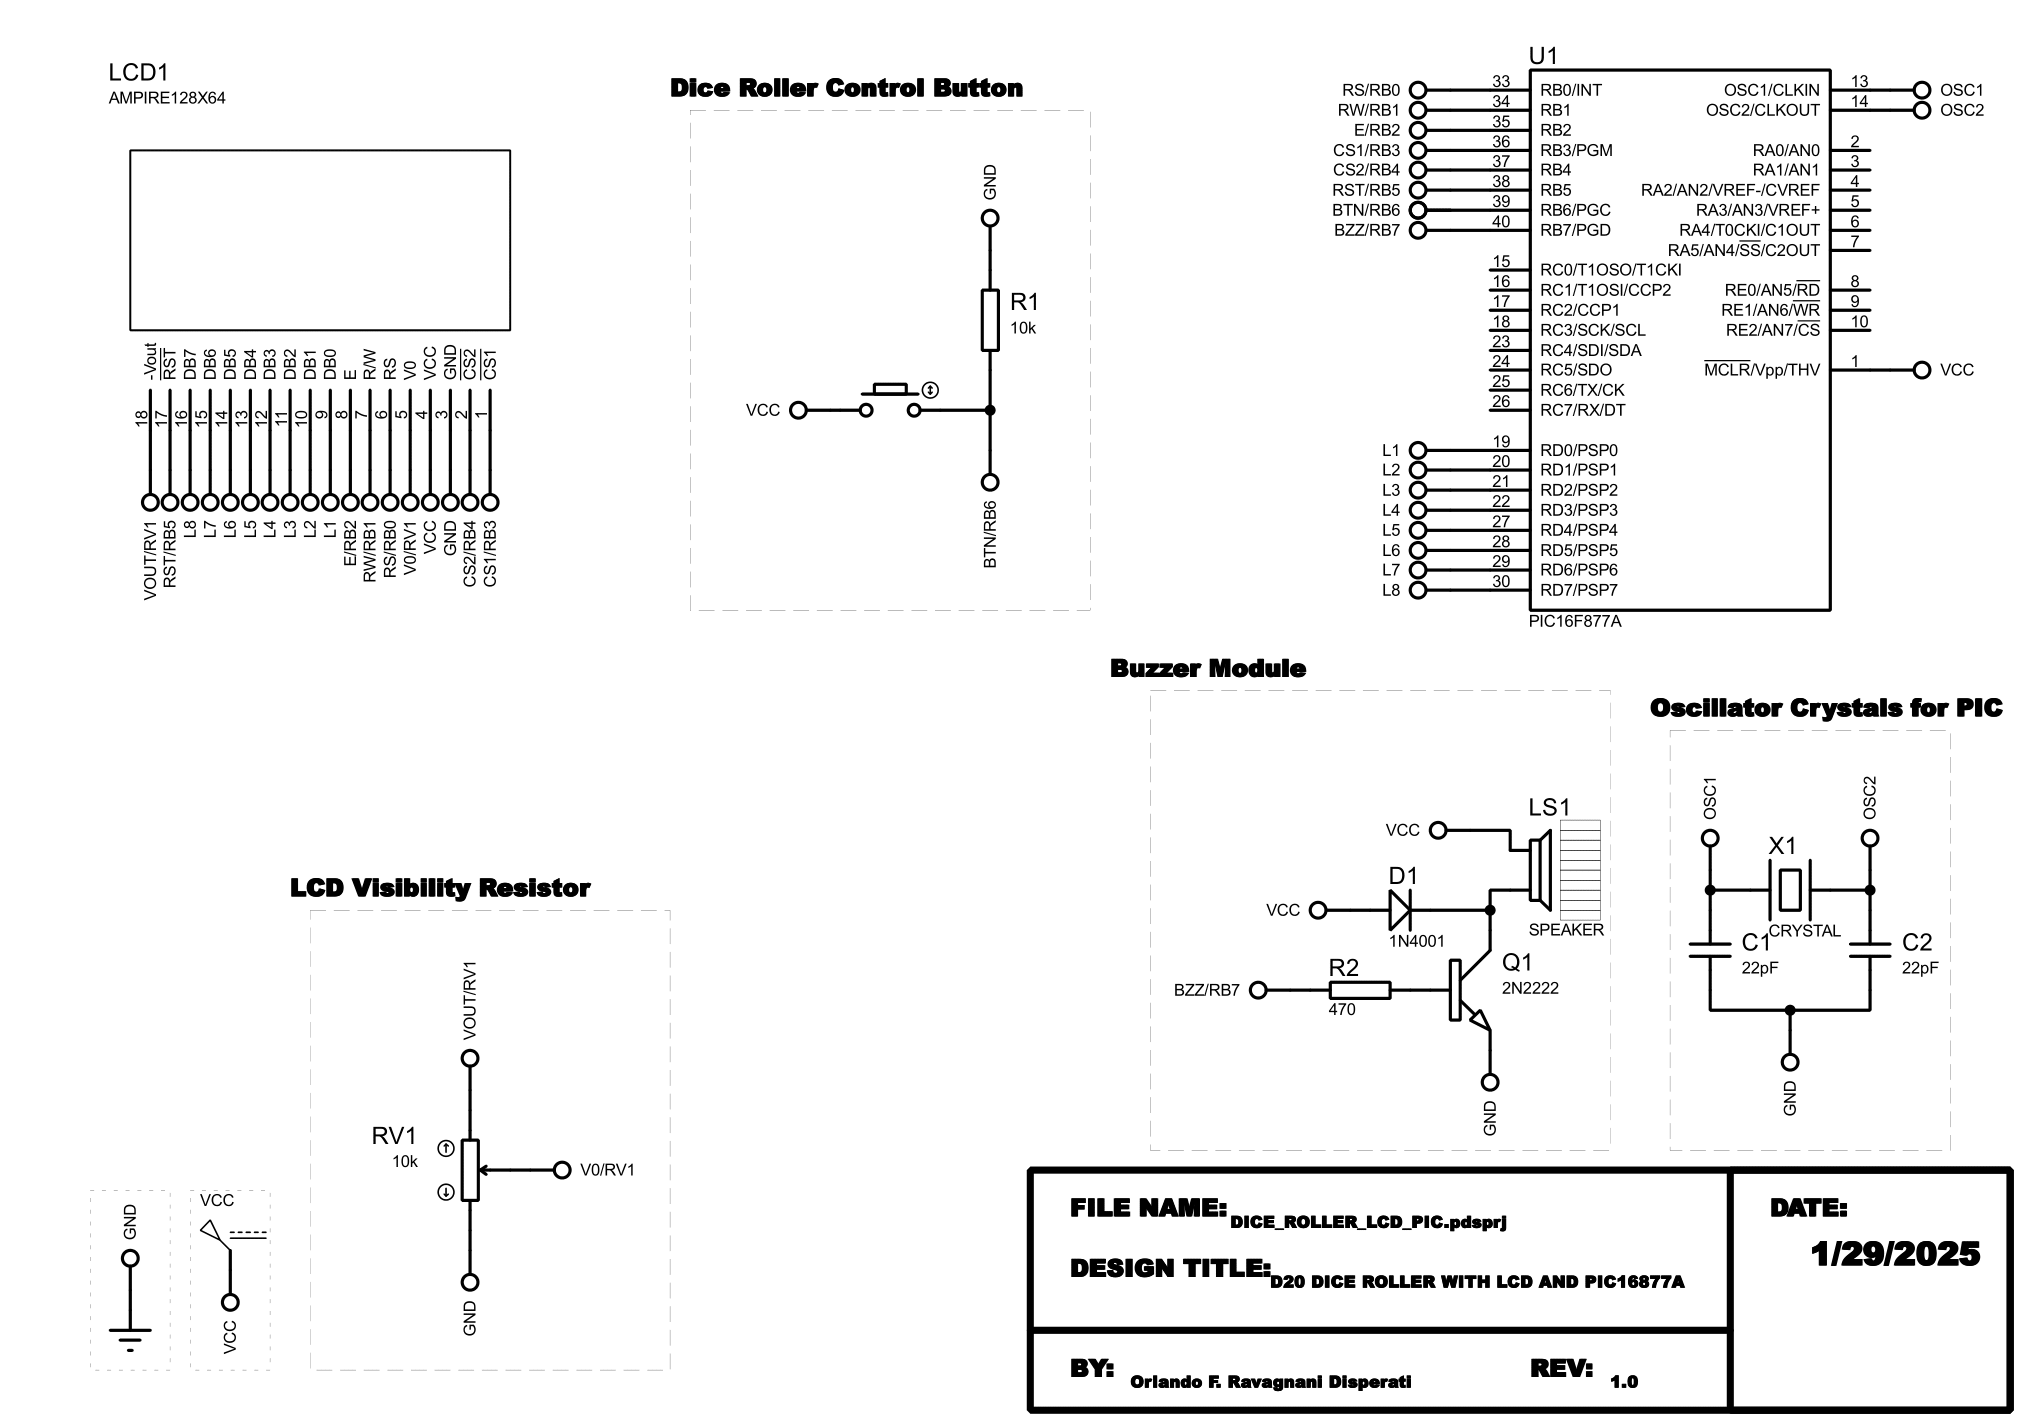 LCD1
AMPIRE128X64
-Vout
RST
DB7
DB6
DB5
DB4
DB3
DB2
DB1
DB0
E
R/W
RS
V0
VCC
GND
CS2
CS1
18
17
16
15
14
13
12
11
10
9
8
7
6
5
4
3
2
1
VOUT/RV1
RST/RB5
L8
L7
L6
L5
L4
L3
L2
L1
E/RB2
RW/RB1
RS/RB0
V0/RV1
VCC
GND
CS2/RB4
CS1/RB3
Dice Roller Control Button
GND
R1
10k
VCC
BTN/RB6
U1
RS/RB0 33 RB0/INT
RW/RB1 34 RB1
E/RB2 35 RB2
CS1/RB3 36 RB3/PGM
CS2/RB4 37 RB4
RST/RB5 38 RB5
BTN/RB6 39 RB6/PGC
BZZ/RB7 40 RB7/PGD
15 RC0/T1OSO/T1CKI
16 RC1/T1OSI/CCP2
17 RC2/CCP1
18 RC3/SCK/SCL
23 RC4/SDI/SDA
24 RC5/SDO
25 RC6/TX/CK
26 RC7/RX/DT
L1 19 RD0/PSP0
L2 20 RD1/PSP1
L3 21 RD2/PSP2
L4 22 RD3/PSP3
L5 27 RD4/PSP4
L6 28 RD5/PSP5
L7 29 RD6/PSP6
L8 30 RD7/PSP7
OSC1/CLKIN 13 OSC1
OSC2/CLKOUT 14 OSC2
RA0/AN0 2
RA1/AN1 3
RA2/AN2/VREF-/CVREF 4
RA3/AN3/VREF+ 5
RA4/T0CKI/C1OUT 6
RA5/AN4/SS/C2OUT 7
RE0/AN5/RD 8
RE1/AN6/WR 9
RE2/AN7/CS 10
MCLR/Vpp/THV 1 VCC
PIC16F877A
Buzzer Module
LS1
VCC
D1
VCC
1N4001
SPEAKER
R2
BZZ/RB7
470
Q1
2N2222
GND
Oscillator Crystals for PIC
OSC1
OSC2
X1
CRYSTAL
C1
22pF
C2
22pF
GND
LCD Visibility Resistor
VOUT/RV1
RV1
10k
V0/RV1
GND
GND
VCC
VCC
FILE NAME: DICE_ROLLER_LCD_PIC.pdsprj
DESIGN TITLE: D20 DICE ROLLER WITH LCD AND PIC16877A
BY: Orlando F. Ravagnani Disperati
REV: 1.0
DATE:
1/29/2025